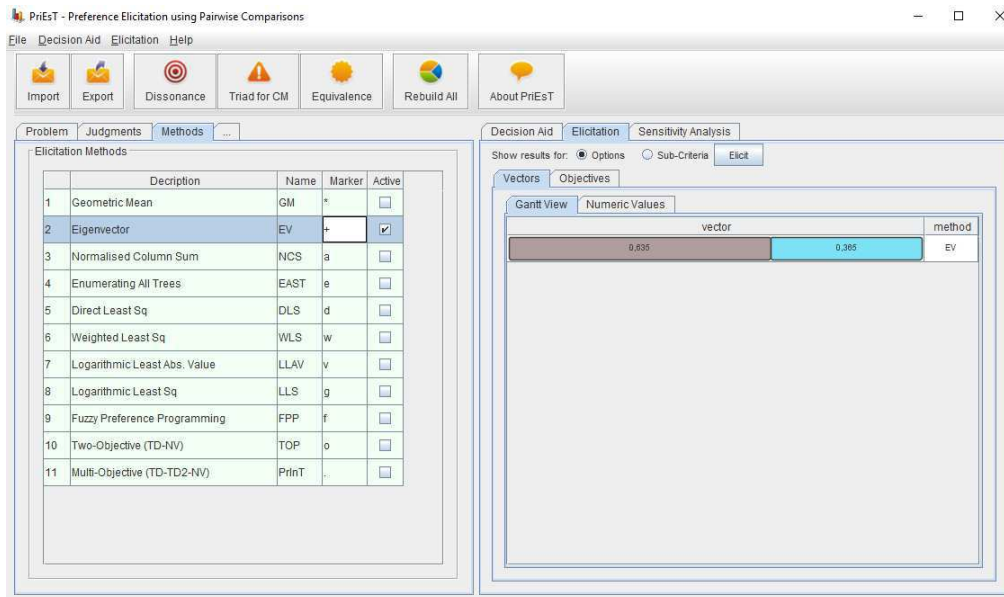 PriEsT - Preference Elicitation using Pairwise Comparisons
File Decision Aid Elicitation Help
Import Export Dissonance Triad for CM Equivalence Rebuild All About PriEsT
Problem Judgments Methods ...
Elicitation Methods
Decription Name Marker Active
1 Geometric Mean GM *
2 Eigenvector EV +
3 Normalised Column Sum NCS a
4 Enumerating All Trees EAST e
5 Direct Least Sq DLS d
6 Weighted Least Sq WLS w
7 Logarithmic Least Abs. Value LLAV v
8 Logarithmic Least Sq LLS g
9 Fuzzy Preference Programming FPP f
10 Two-Objective (TD-NV) TOP o
11 Multi-Objective (TD-TD2-NV) PrInT .
Decision Aid Elicitation Sensitivity Analysis
Show results for: Options Sub-Criteria Elicit
Vectors Objectives
Gantt View Numeric Values
vector method
0,635 0,365 EV